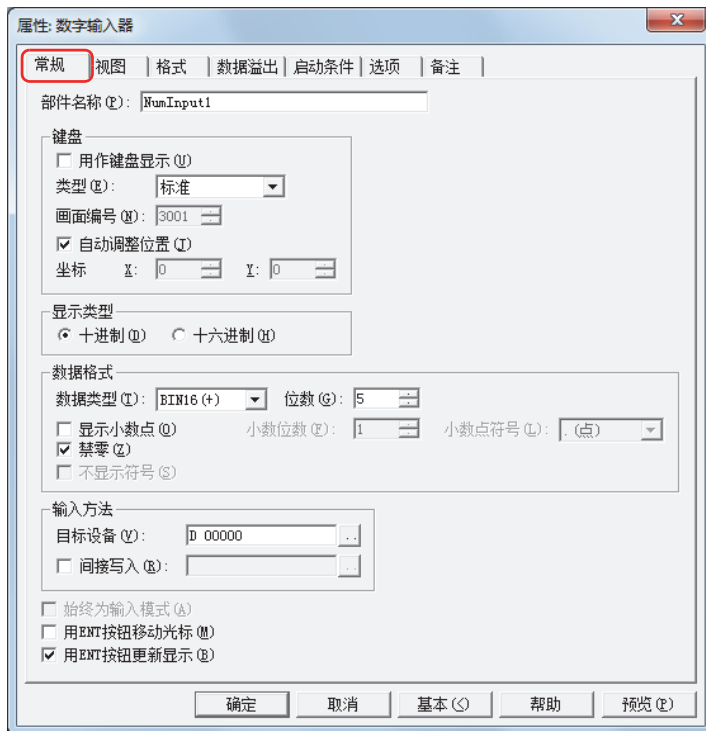 属性: 数字输入器
常规 视图 格式 数据溢出 启动条件 选项 备注
部件名称(P): NumInput1
键盘
用作键盘显示(U)
类型(E): 标准
画面编号(N): 3001
自动调整位置(T)
坐标 X: 0 Y: 0
显示类型
十进制(D) 十六进制(H)
数据格式
数据类型(T): BIN16(+) 位数(G): 5
显示小数点(O) 小数位数(F): 1 小数点符号(L): .(点)
禁零(Z)
不显示符号(S)
输入方法
目标设备(V): D 00000 ..
间接写入(R): ..
始终为输入模式(A)
用ENT按钮移动光标(M)
用ENT按钮更新显示(B)
确定 取消 基本(<) 帮助 预览(P)